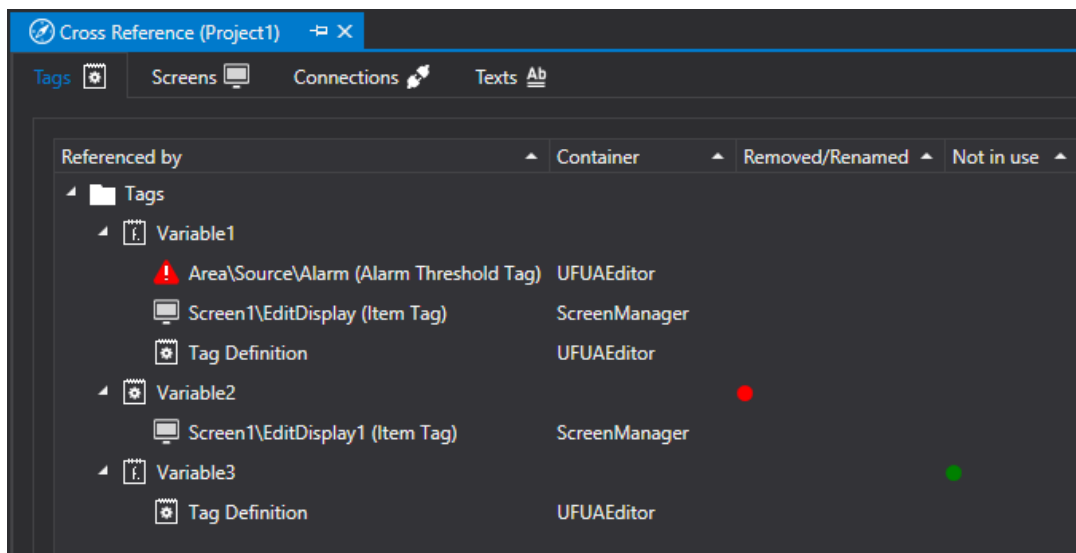 Cross Reference (Project1)
Tags Screens Connections Texts Ab
Referenced by Container Removed/Renamed Not in use
Tags
Variable1
Area\Source\Alarm (Alarm Threshold Tag) UFUAEditor
Screen1\EditDisplay (Item Tag) ScreenManager
Tag Definition UFUAEditor
Variable2
Screen1\EditDisplay1 (Item Tag) ScreenManager
Variable3
Tag Definition UFUAEditor